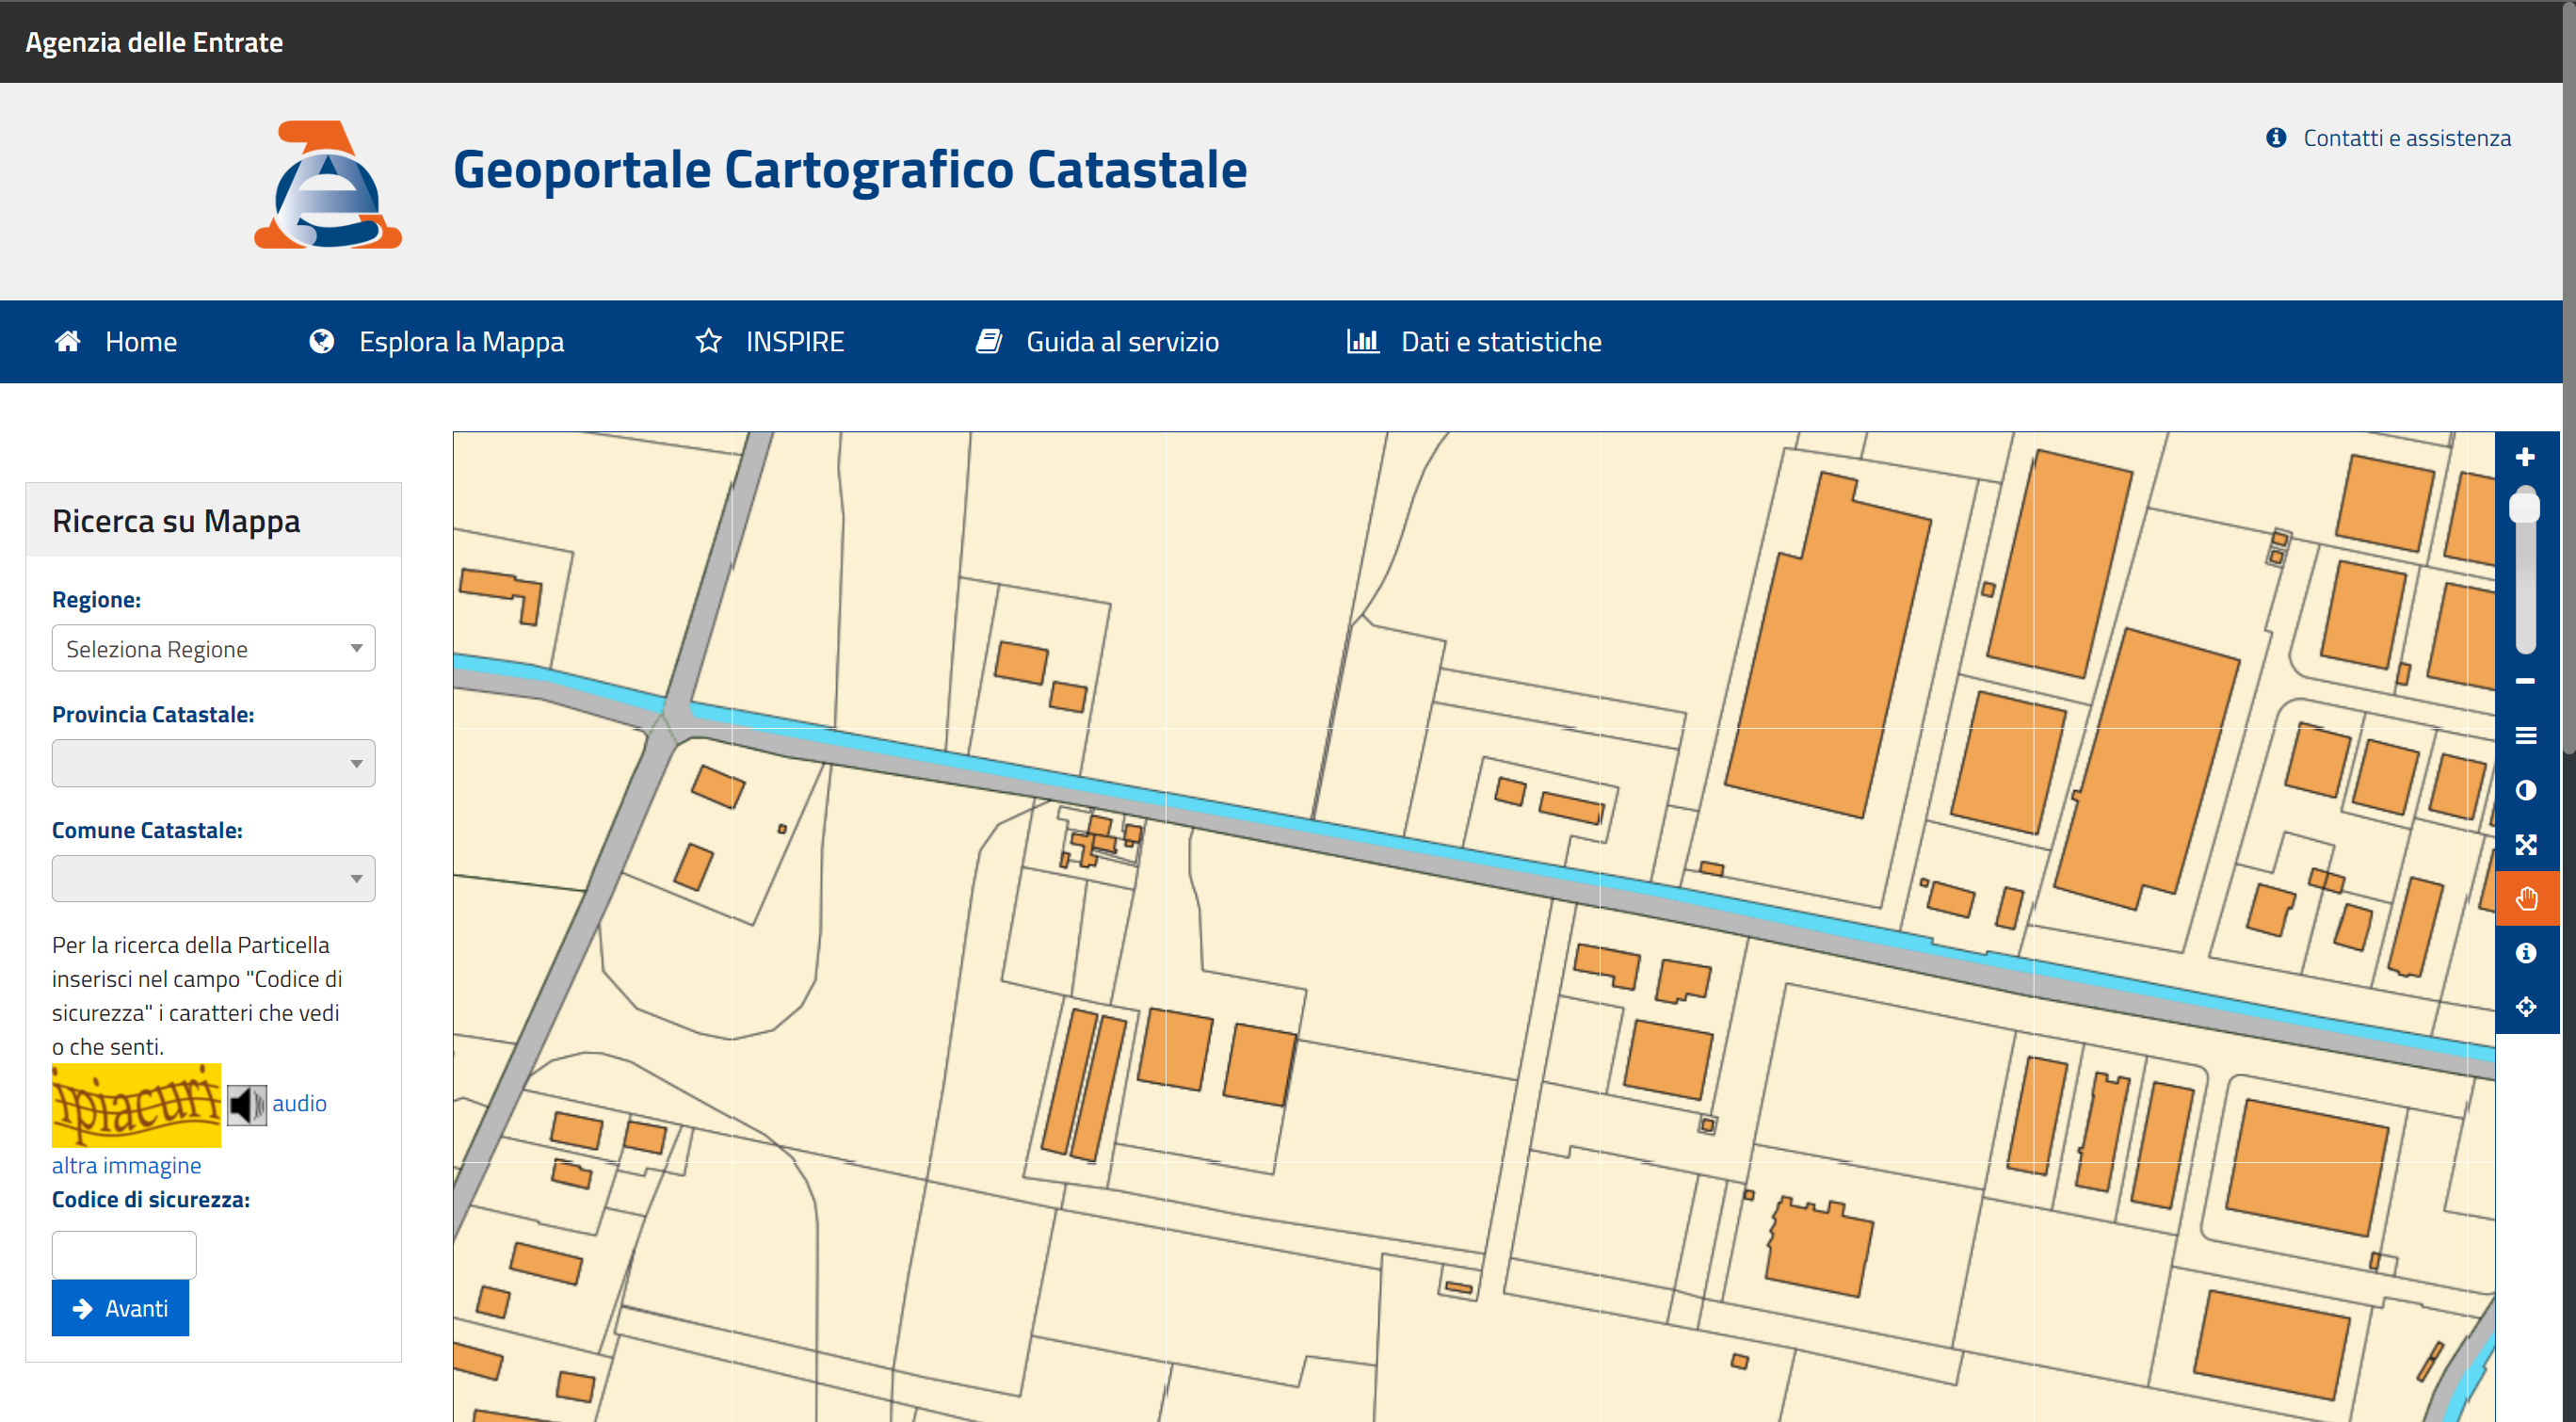 Agenzia delle Entrate
Geoportale Cartografico Catastale
Contatti e assistenza
Home
Esplora la Mappa
INSPIRE
Guida al servizio
Dati e statistiche
Ricerca su Mappa
Regione:
Seleziona Regione
Provincia Catastale:
Comune Catastale:
Per la ricerca della Particella
inserisci nel campo "Codice di
sicurezza" i caratteri che vedi
o che senti.
audio
altra immagine
Codice di sicurezza:
Avanti